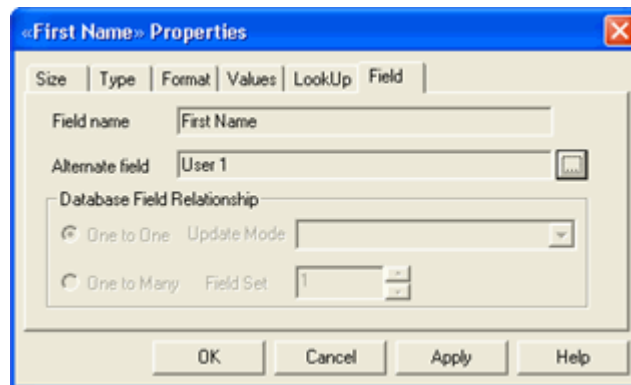 «First Name» Properties
Size Type Format Values LookUp Field
Field name First Name
Alternate field User 1 ...
Database Field Relationship
One to One Update Mode
One to Many Field Set 1
OK Cancel Apply Help